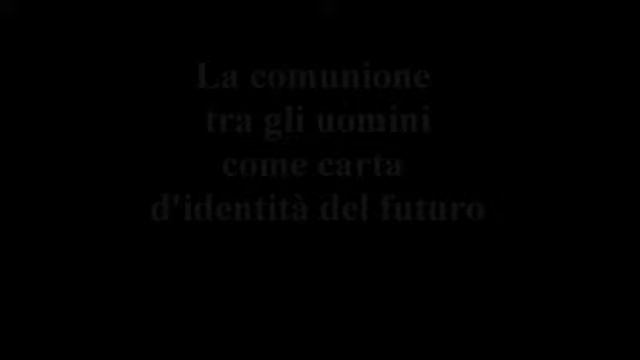 La comunione
tra gli uomini
come carta
d'identità del futuro